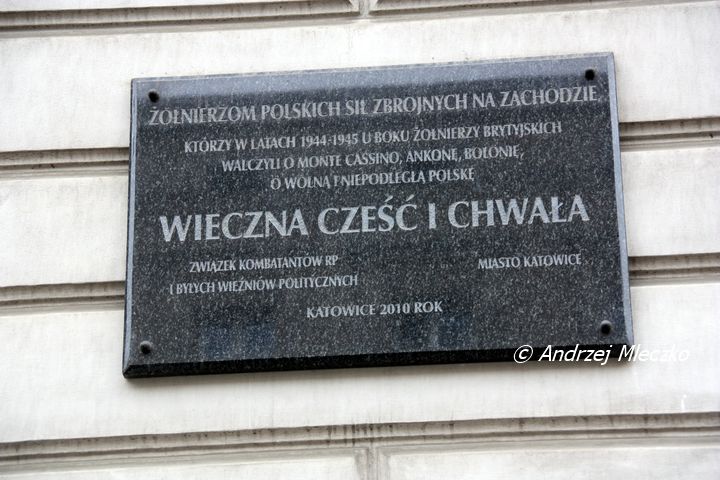 ŻOŁNIERZOM POLSKICH SIŁ ZBROJNYCH NA ZACHODZIE
KTÓRZY W LATACH 1944-1945 U BOKU ŻOŁNIERZY BRYTYJSKICH
WALCZYLI O MONTE CASSINO, ANKONĘ, BOLONIĘ,
O WOLNĄ I NIEPODLEGŁĄ POLSKĘ
WIECZNA CZEŚĆ I CHWAŁA
ZWIĄZEK KOMBATANTÓW RP
I BYŁYCH WIĘŹNIÓW POLITYCZNYCH
MIASTO KATOWICE
KATOWICE 2010 ROK
© Andrzej Mleczko